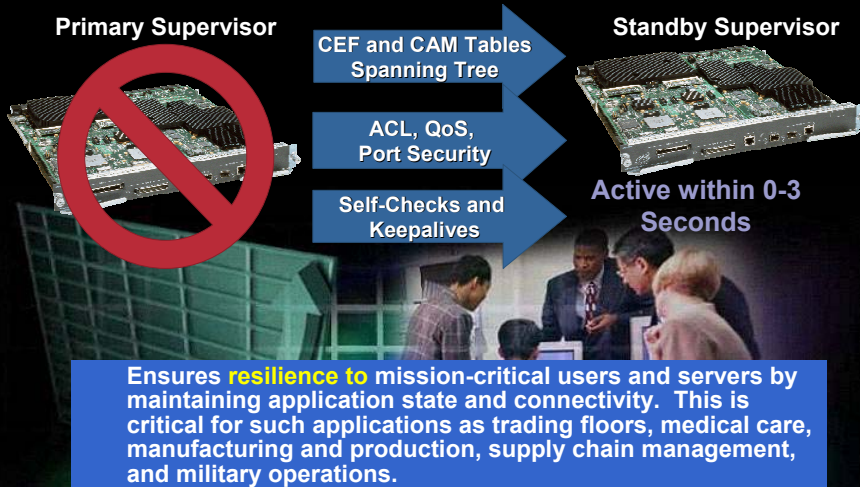 Primary Supervisor
CEF and CAM Tables
Spanning Tree
Standby Supervisor
ACL, QoS,
Port Security
Self-Checks and
Keepalives
Active within 0-3
Seconds
Ensures resilience to mission-critical users and servers by
maintaining application state and connectivity.  This is
critical for such applications as trading floors, medical care,
manufacturing and production, supply chain management,
and military operations.